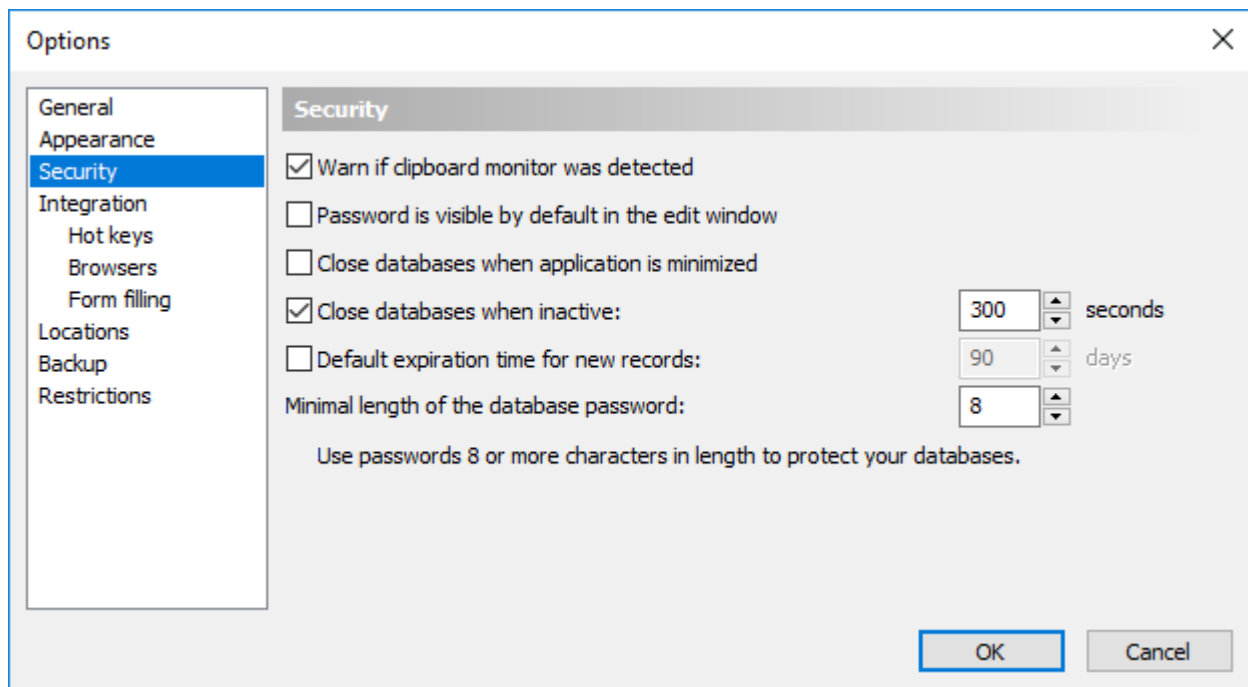 Options
General
Appearance
Security
Integration
Hot keys
Browsers
Form filling
Locations
Backup
Restrictions
Security
Warn if clipboard monitor was detected
Password is visible by default in the edit window
Close databases when application is minimized
Close databases when inactive: 300 seconds
Default expiration time for new records: 90 days
Minimal length of the database password: 8
Use passwords 8 or more characters in length to protect your databases.
OK Cancel